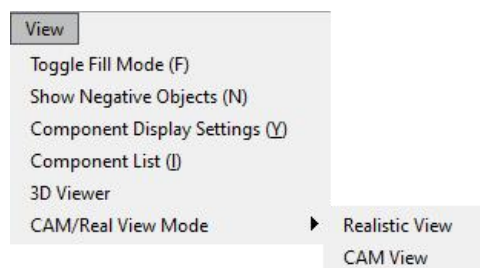 View
Toggle Fill Mode (F)
Show Negative Objects (N)
Component Display Settings (Y)
Component List (I)
3D Viewer
CAM/Real View Mode
Realistic View
CAM View